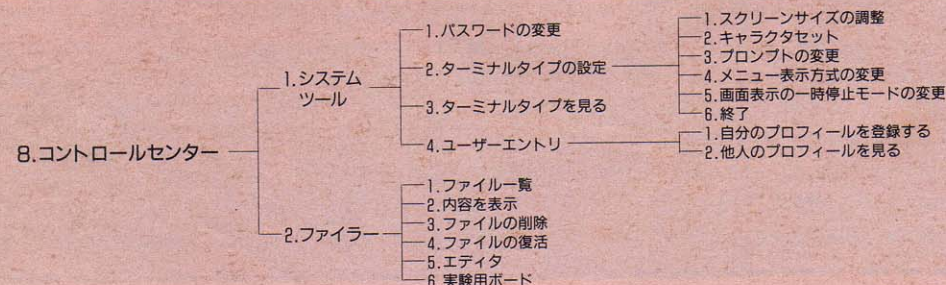 8.コントロールセンター
1.システム
ツール
1.パスワードの変更
2.ターミナルタイプの設定
1.スクリーンサイズの調整
2.キャラクタセット
3.プロンプトの変更
4.メニュー表示方式の変更
5.画面表示の一時停止モードの変更
6.終了
3.ターミナルタイプを見る
4.ユーザーエントリ
1.自分のプロフィールを登録する
2.他人のプロフィールを見る
2.ファイラー
1.ファイル一覧
2.内容を表示
3.ファイルの削除
4.ファイルの復活
5.エディタ
6.実験用ボード